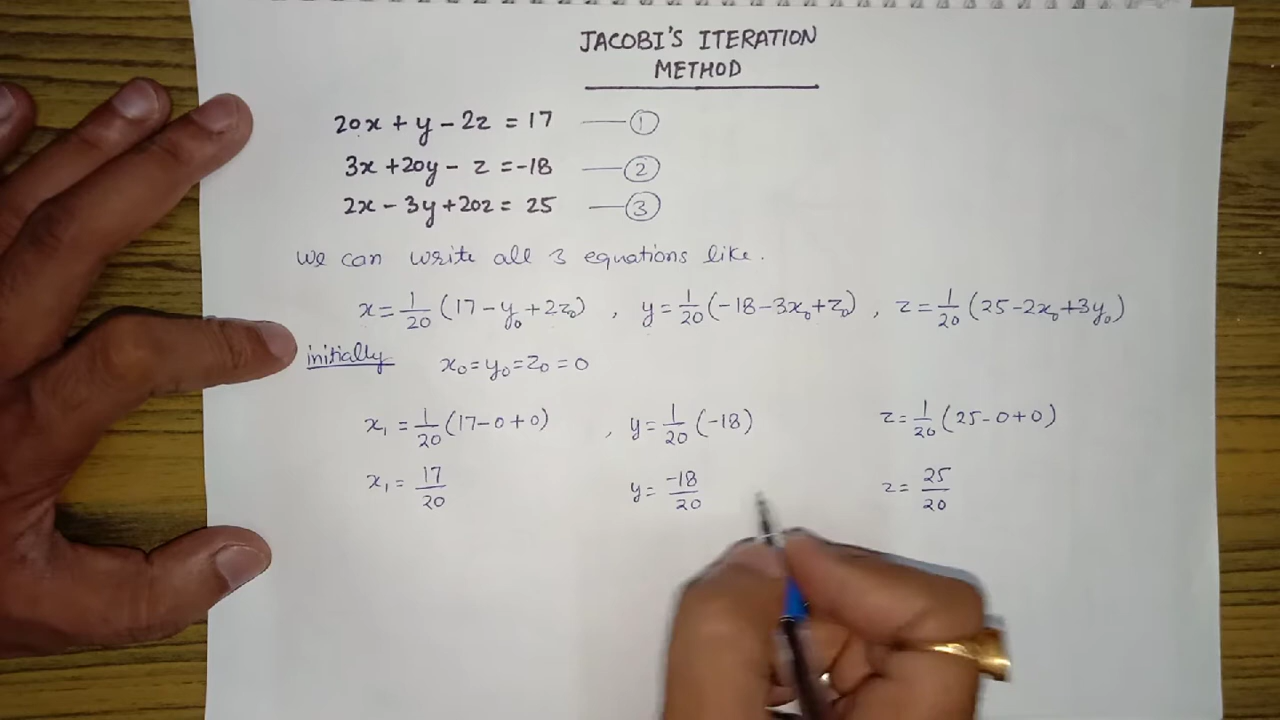 JACOBI'S ITERATION
METHOD
20x + y - 2z = 17 —— ①
3x + 20y - z = -18 —— ②
2x - 3y + 20z = 25 —— ③
we can write all 3 equations like.
x = 1/20 (17 - y₀ + 2z₀) , y = 1/20 (-18 - 3x₀ + z₀) , z = 1/20 (25 - 2x₀ + 3y₀)
initially x₀ = y₀ = z₀ = 0
x₁ = 1/20 (17 - 0 + 0) , y = 1/20 (-18) z = 1/20 (25 - 0 + 0)
x₁ = 17/20 y = -18/20 z = 25/20